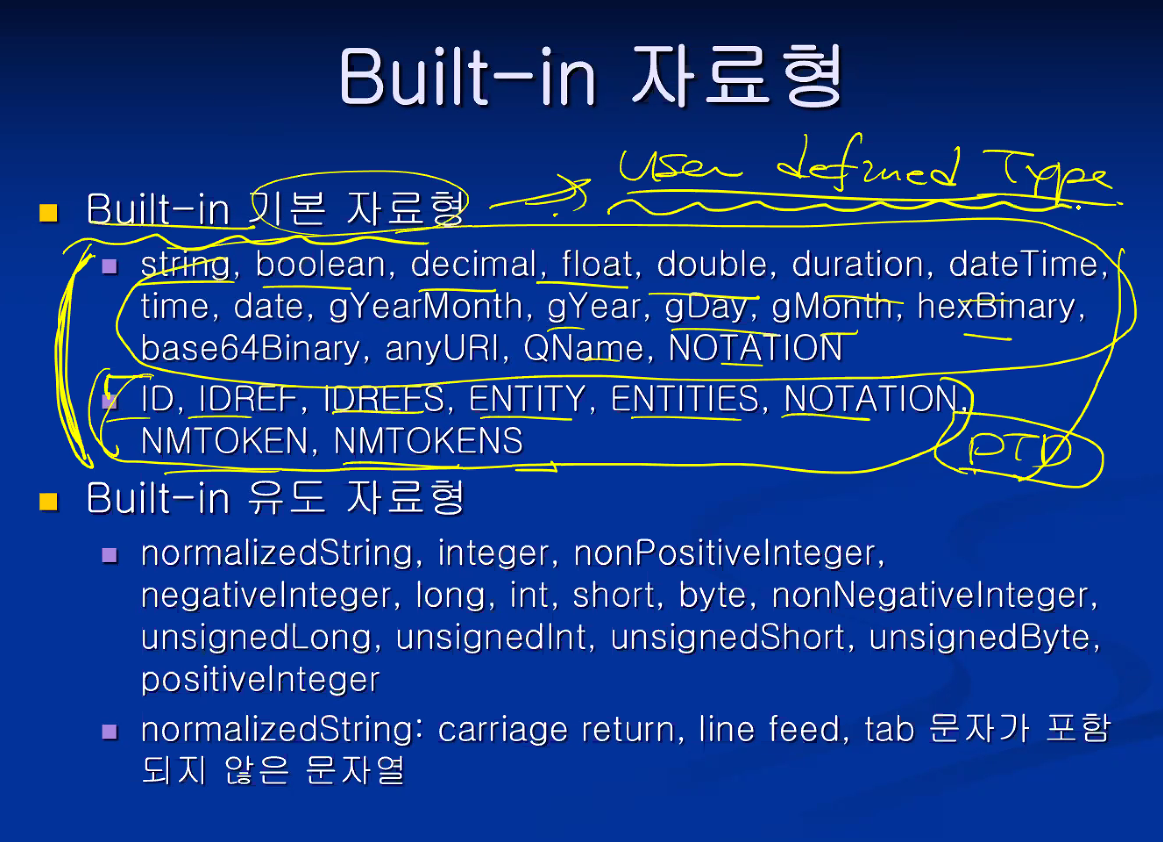 Built-in 자료형
User defined Type
Built-in 기본 자료형
string, boolean, decimal, float, double, duration, dateTime,
time, date, gYearMonth, gYear, gDay, gMonth, hexBinary,
base64Binary, anyURI, QName, NOTATION
ID, IDREF, IDREFS, ENTITY, ENTITIES, NOTATION,
NMTOKEN, NMTOKENS
DTD
Built-in 유도 자료형
normalizedString, integer, nonPositiveInteger,
negativeInteger, long, int, short, byte, nonNegativeInteger,
unsignedLong, unsignedInt, unsignedShort, unsignedByte,
positiveInteger
normalizedString: carriage return, line feed, tab 문자가 포함
되지 않은 문자열